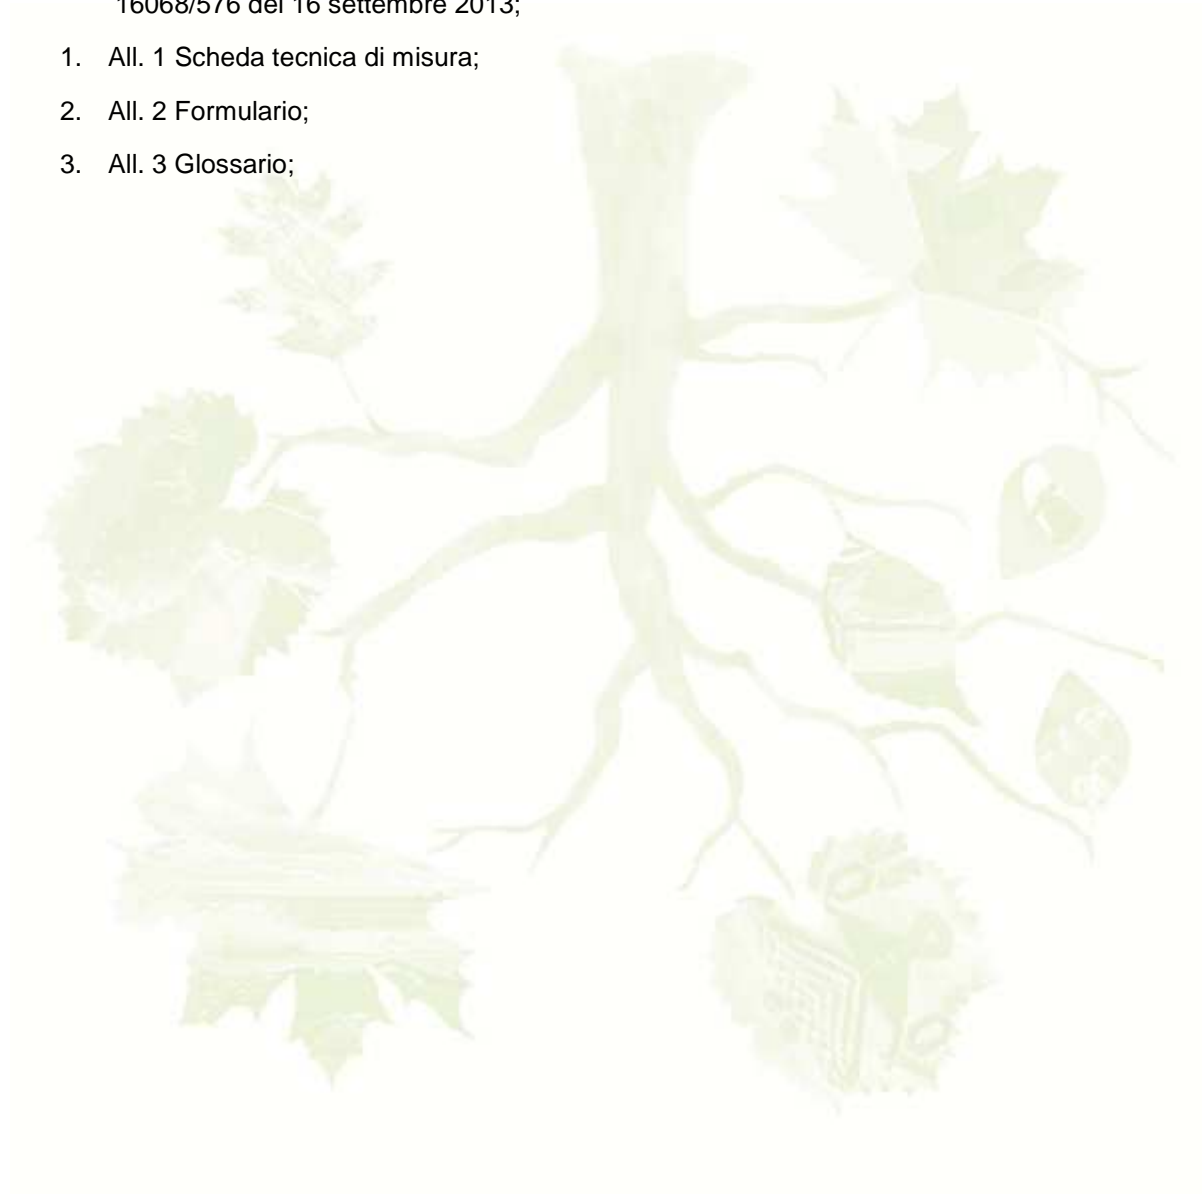 16068/576 del 16 settembre 2013;
1. All. 1 Scheda tecnica di misura;
2. All. 2 Formulario;
3. All. 3 Glossario;